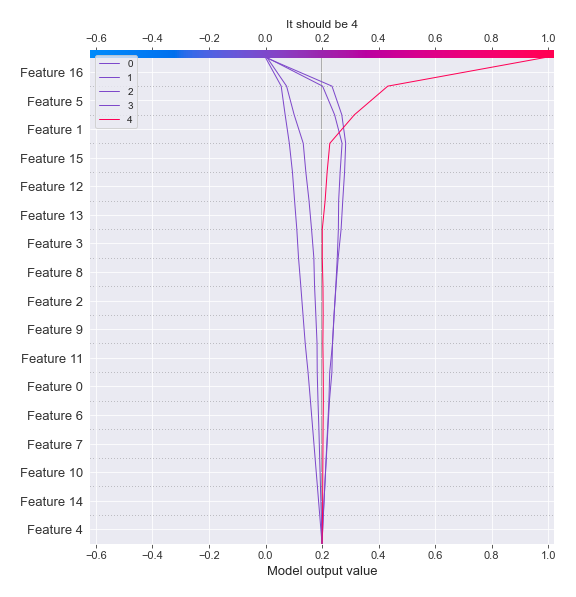 It should be 4
−0.6 −0.4 −0.2 0.0 0.2 0.4 0.6 0.8 1.0
0
1
2
3
4
Feature 16
Feature 5
Feature 1
Feature 15
Feature 12
Feature 13
Feature 3
Feature 8
Feature 2
Feature 9
Feature 11
Feature 0
Feature 6
Feature 7
Feature 10
Feature 14
Feature 4
−0.6 −0.4 −0.2 0.0 0.2 0.4 0.6 0.8 1.0
Model output value